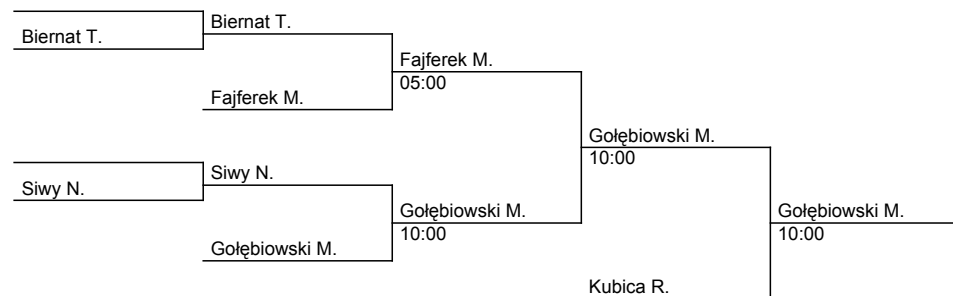 Biernat T.
Biernat T.
Fajferek M.
Fajferek M.
05:00
Siwy N.
Siwy N.
Gołębiowski M.
Gołębiowski M.
10:00
Gołębiowski M.
10:00
Kubica R.
Gołębiowski M.
10:00